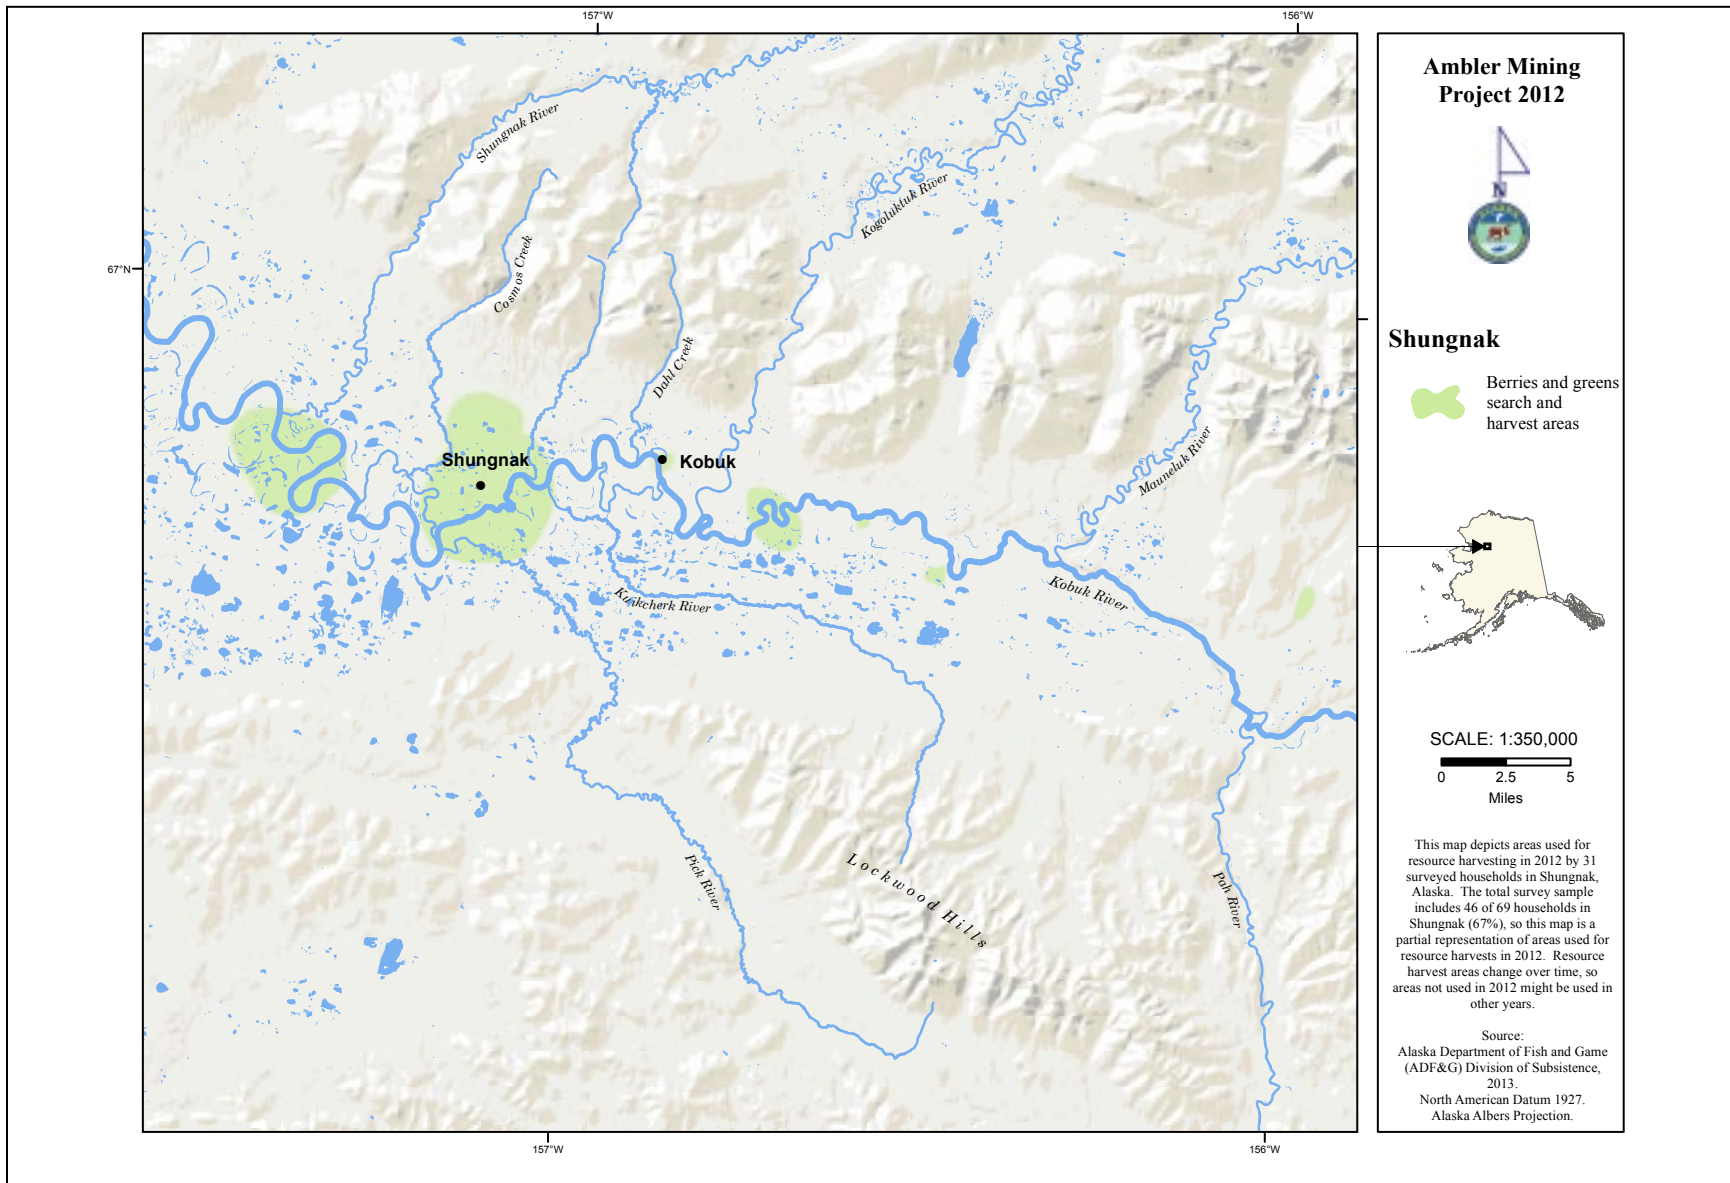 157°W
156°W
67°N
Shungnak River
Cosmos Creek
Dahl Creek
Kogoluktuk River
Mauneluk River
Shungnak
Kobuk
Kuikcherk River
Kobuk River
Pick River
Lockwood Hills
Pah River
157°W
156°W
Ambler Mining
Project 2012
N
Shungnak
Berries and greens
search and
harvest areas
SCALE: 1:350,000
0 2.5 5
Miles
This map depicts areas used for
resource harvesting in 2012 by 31
surveyed households in Shungnak,
Alaska. The total survey sample
includes 46 of 69 households in
Shungnak (67%), so this map is a
partial representation of areas used for
resource harvests in 2012. Resource
harvest areas change over time, so
areas not used in 2012 might be used in
other years.
Source:
Alaska Department of Fish and Game
(ADF&G) Division of Subsistence,
2013.
North American Datum 1927.
Alaska Albers Projection.